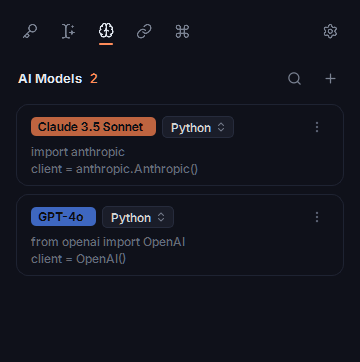 AI Models 2
Claude 3.5 Sonnet Python
import anthropic
client = anthropic.Anthropic()
GPT-4o Python
from openai import OpenAI
client = OpenAI()